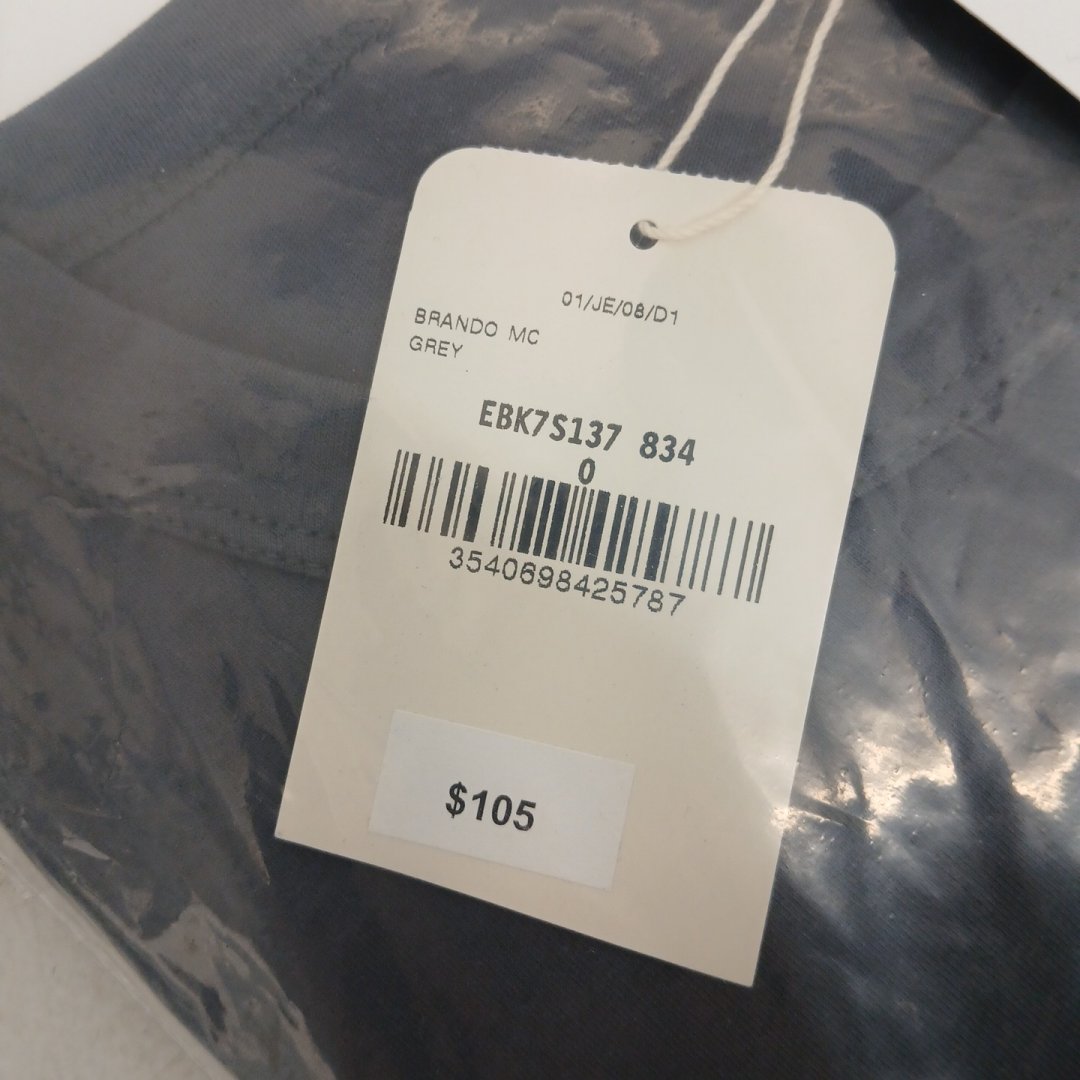 01/JE/08/D1
BRANDO MC
GREY
EBK7S137 834
0
3540698425787
$105